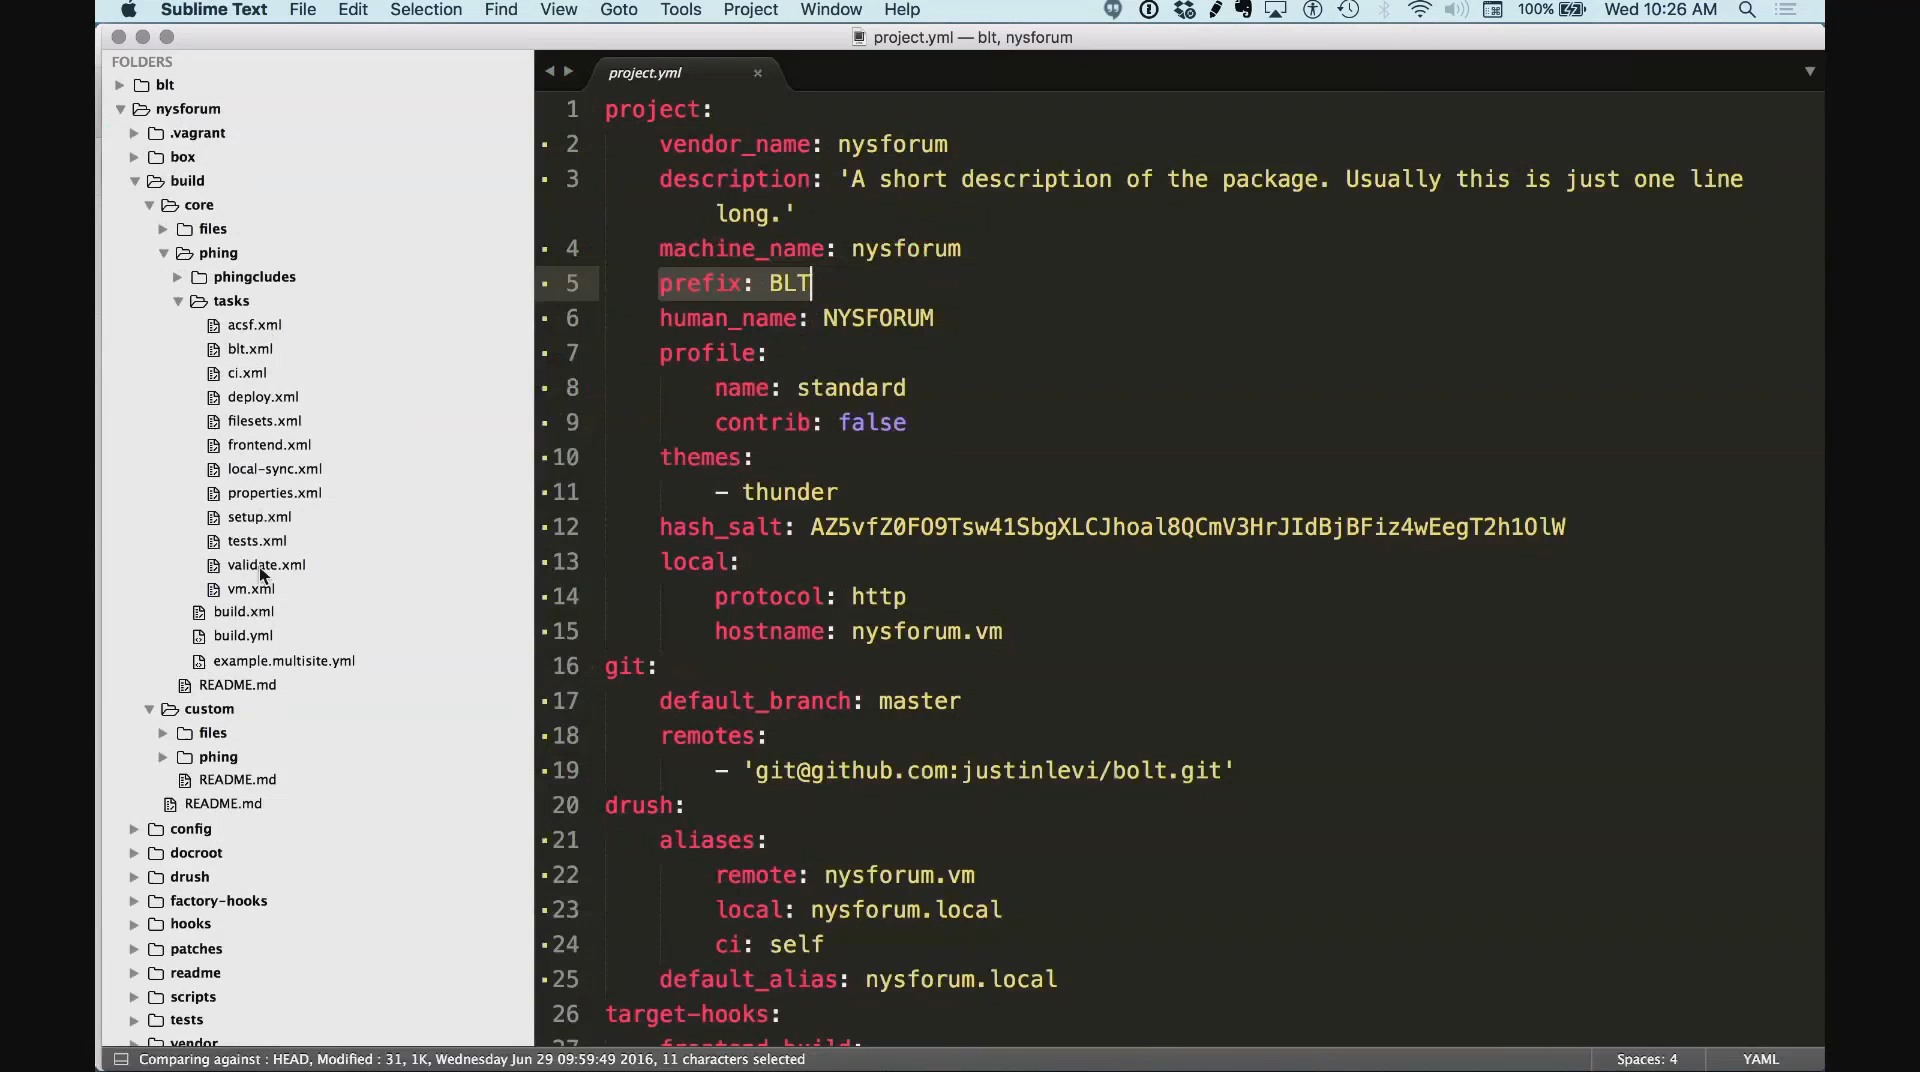 Sublime Text File Edit Selection Find View Goto Tools Project Window Help 100% Wed 10:26 AM
project.yml — blt, nysforum
FOLDERS
blt
nysforum
.vagrant
box
build
core
files
phing
phingcludes
tasks
acsf.xml
blt.xml
ci.xml
deploy.xml
filesets.xml
frontend.xml
local-sync.xml
properties.xml
setup.xml
tests.xml
validate.xml
vm.xml
build.xml
build.yml
example.multisite.yml
README.md
custom
files
phing
README.md
README.md
config
docroot
drush
factory-hooks
hooks
patches
readme
scripts
tests
vendor
project.yml ×
1 project:
2 vendor_name: nysforum
3 description: 'A short description of the package. Usually this is just one line
long.'
4 machine_name: nysforum
5 prefix: BLT
6 human_name: NYSFORUM
7 profile:
8 name: standard
9 contrib: false
10 themes:
11 - thunder
12 hash_salt: AZ5vfZ0FO9Tsw41SbgXLCJhoal8QCmV3HrJIdBjBFiz4wEegT2h1OlW
13 local:
14 protocol: http
15 hostname: nysforum.vm
16 git:
17 default_branch: master
18 remotes:
19 - 'git@github.com:justinlevi/bolt.git'
20 drush:
21 aliases:
22 remote: nysforum.vm
23 local: nysforum.local
24 ci: self
25 default_alias: nysforum.local
26 target-hooks:
27 frontend-build:
Comparing against : HEAD, Modified : 31, 1K, Wednesday Jun 29 09:59:49 2016, 11 characters selected Spaces: 4 YAML